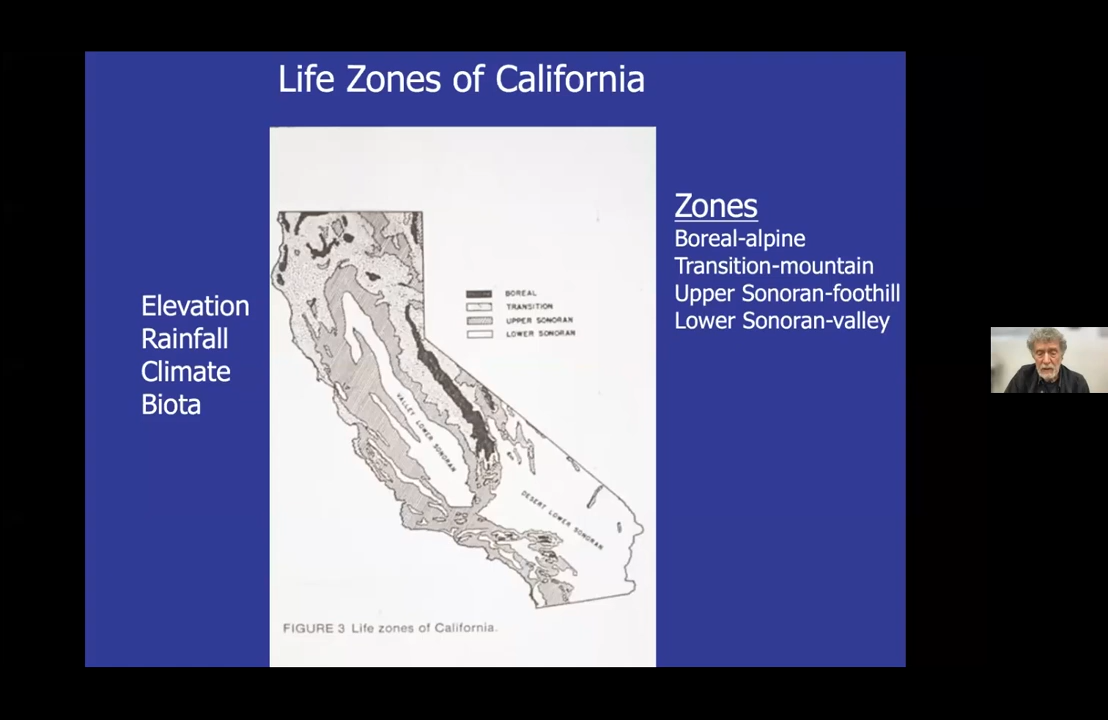 Life Zones of California
Elevation
Rainfall
Climate
Biota
BOREAL
TRANSITION
UPPER SONORAN
LOWER SONORAN
VALLEY LOWER SONORAN
DESERT LOWER SONORAN
FIGURE 3 Life zones of California.
Zones
Boreal-alpine
Transition-mountain
Upper Sonoran-foothill
Lower Sonoran-valley